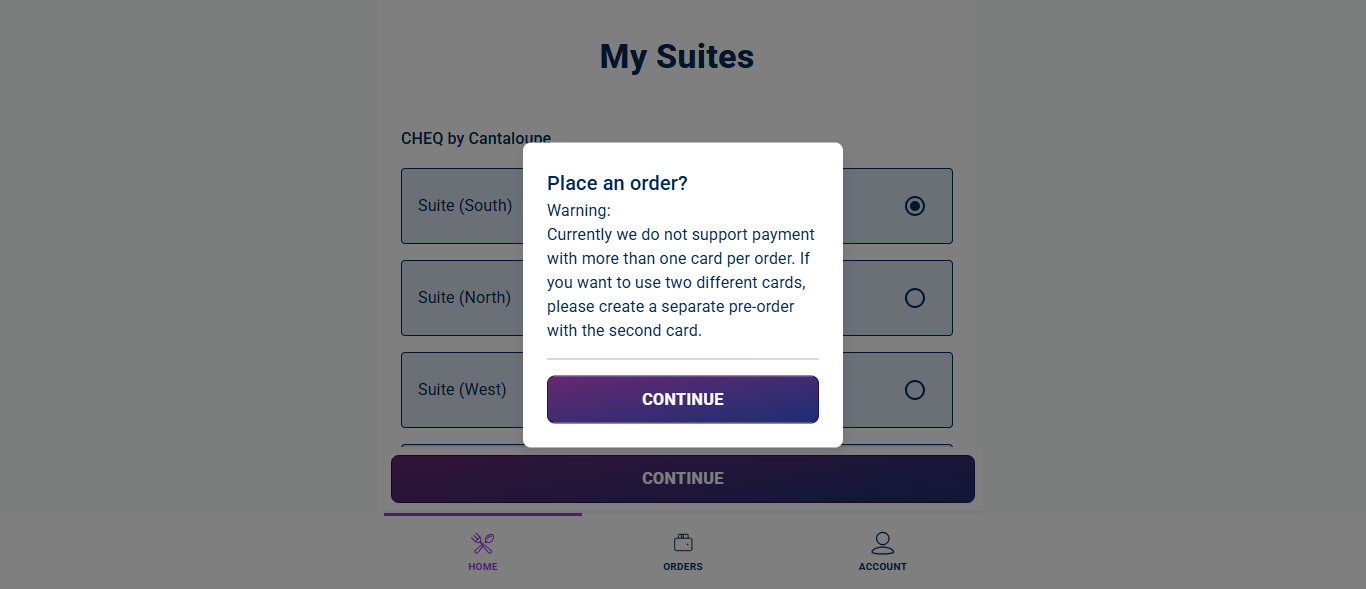 My Suites
CHEQ by Cantaloupe
Suite (South)
Suite (North)
Suite (West)
Place an order?
Warning:
Currently we do not support payment
with more than one card per order. If
you want to use two different cards,
please create a separate pre-order
with the second card.
CONTINUE
CONTINUE
HOME
ORDERS
ACCOUNT